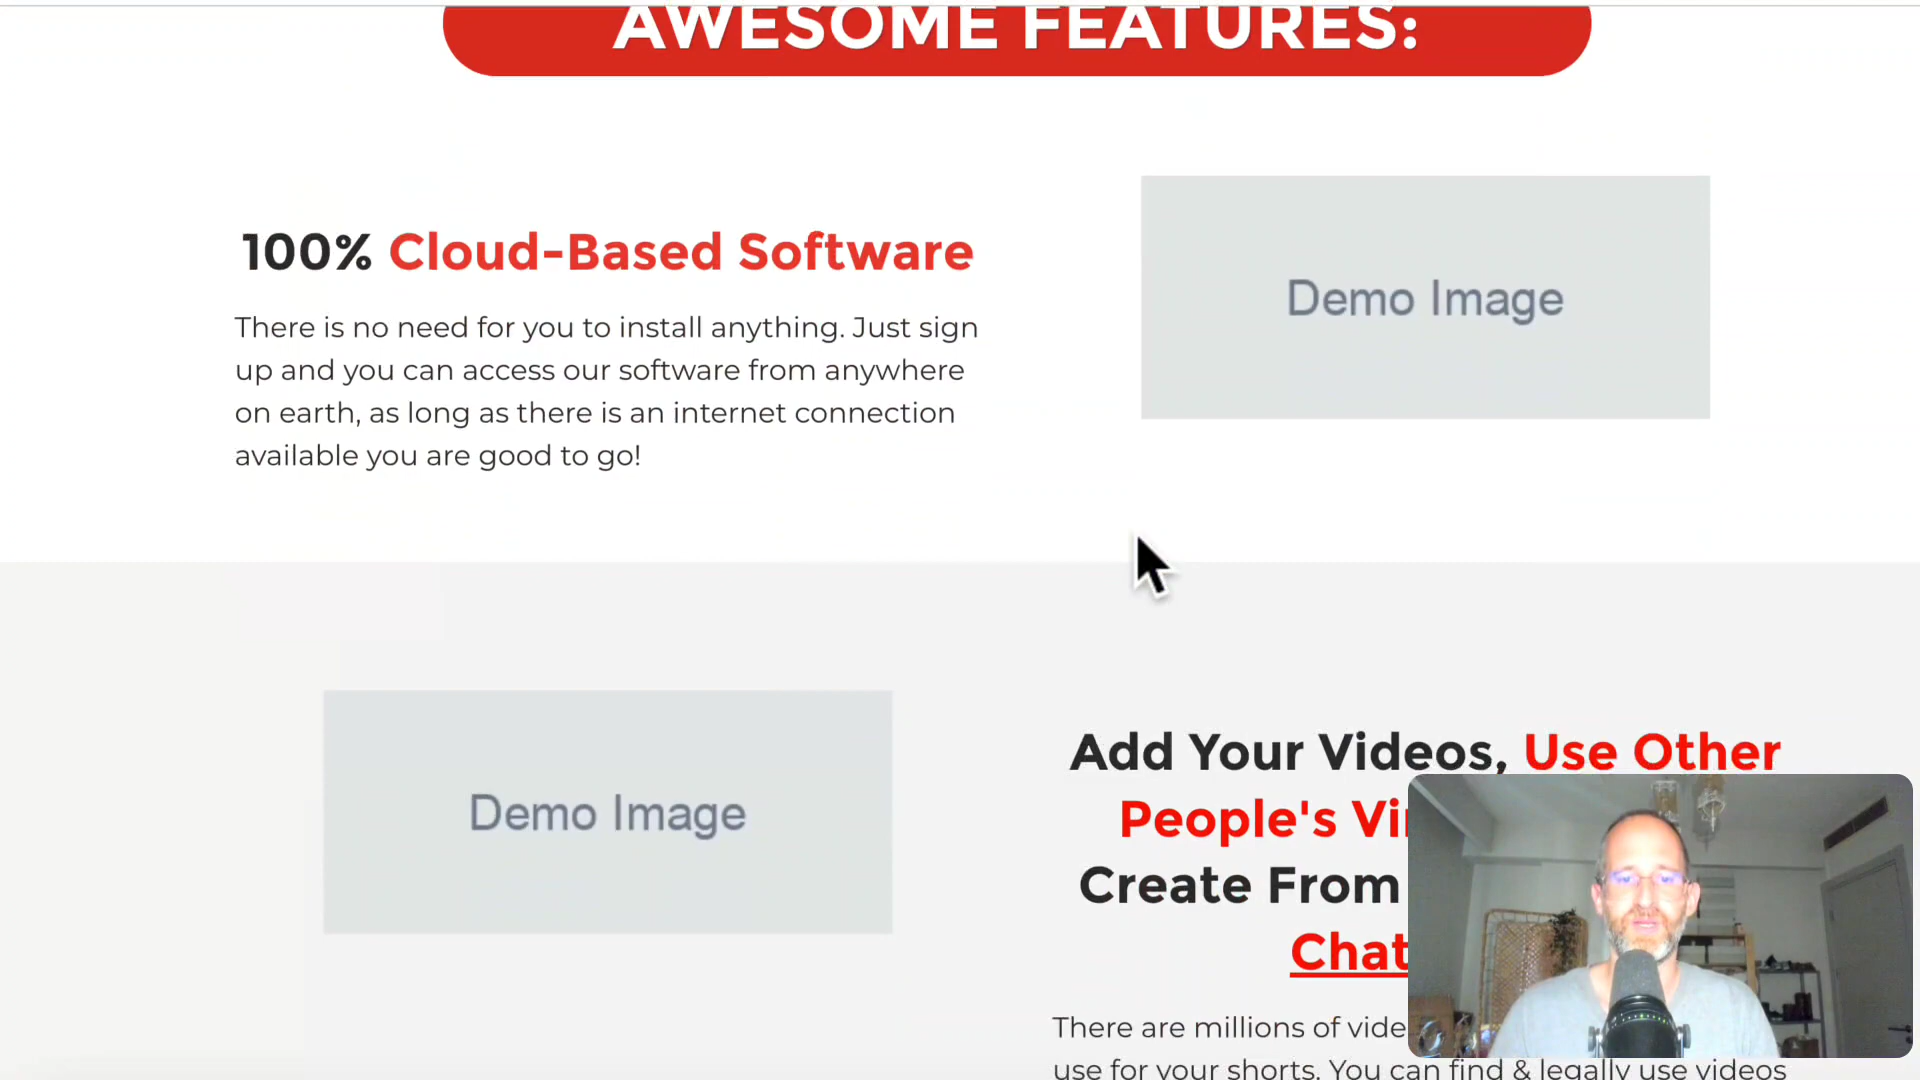 AWESOME FEATURES:
100% Cloud-Based Software
There is no need for you to install anything. Just sign
up and you can access our software from anywhere
on earth, as long as there is an internet connection
available you are good to go!
Demo Image
Demo Image
Add Your Videos, Use Other
People's
Create From
There are millions of
use for your shorts. You can find & legally use videos